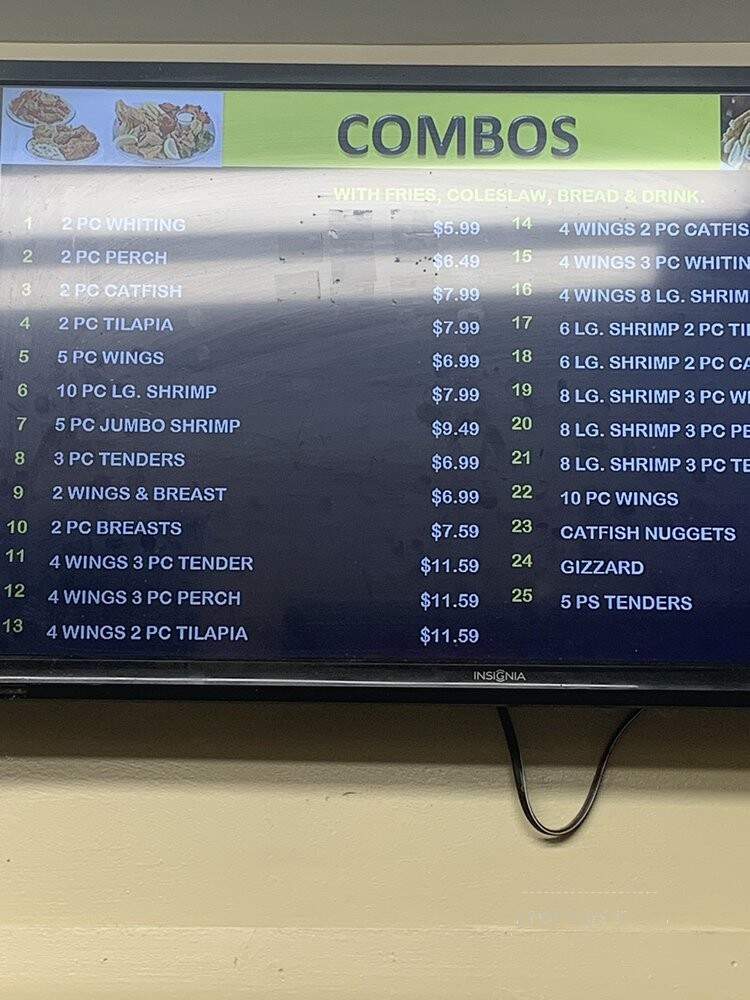 COMBOS
WITH FRIES, COLESLAW, BREAD & DRINK.
1 2 PC WHITING $5.99
2 2 PC PERCH $6.49
3 2 PC CATFISH $7.99
4 2 PC TILAPIA $7.99
5 5 PC WINGS $6.99
6 10 PC LG. SHRIMP $7.99
7 5 PC JUMBO SHRIMP $9.49
8 3 PC TENDERS $6.99
9 2 WINGS & BREAST $6.99
10 2 PC BREASTS $7.59
11 4 WINGS 3 PC TENDER $11.59
12 4 WINGS 3 PC PERCH $11.59
13 4 WINGS 2 PC TILAPIA $11.59
14 4 WINGS 2 PC CATFIS
15 4 WINGS 3 PC WHITIN
16 4 WINGS 8 LG. SHRIM
17 6 LG. SHRIMP 2 PC TI
18 6 LG. SHRIMP 2 PC CA
19 8 LG. SHRIMP 3 PC W
20 8 LG. SHRIMP 3 PC PE
21 8 LG. SHRIMP 3 PC TE
22 10 PC WINGS
23 CATFISH NUGGETS
24 GIZZARD
25 5 PS TENDERS
INSIGNIA